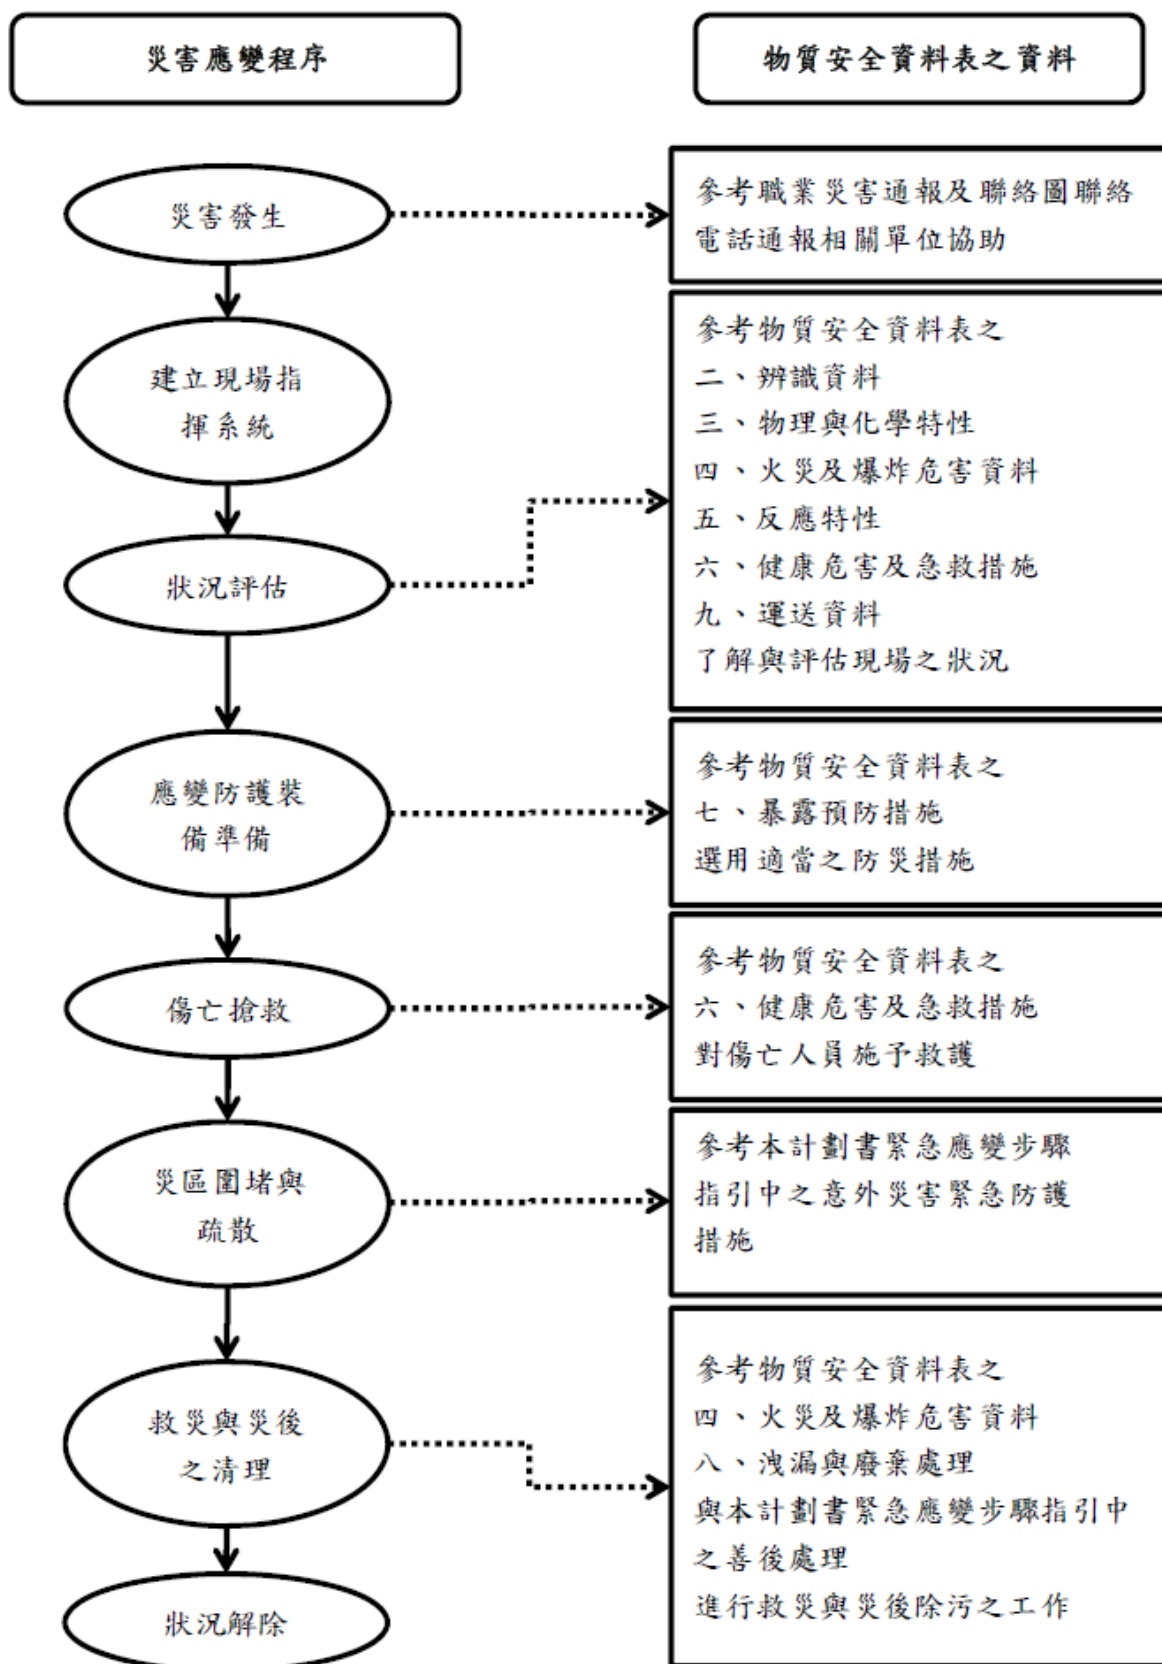 災害應變程序
物質安全資料表之資料
災害發生
參考職業災害通報及聯絡圖聯絡
電話通報相關單位協助
建立現場指
揮系統
狀況評估
參考物質安全資料表之
二、辨識資料
三、物理與化學特性
四、火災及爆炸危害資料
五、反應特性
六、健康危害及急救措施
九、運送資料
了解與評估現場之狀況
應變防護裝
備準備
參考物質安全資料表之
七、暴露預防措施
選用適當之防災措施
傷亡搶救
參考物質安全資料表之
六、健康危害及急救措施
對傷亡人員施予救護
災區圍堵與
疏散
參考本計劃書緊急應變步驟
指引中之意外災害緊急防護
措施
救災與災後
之清理
參考物質安全資料表之
四、火災及爆炸危害資料
八、洩漏與廢棄處理
與本計劃書緊急應變步驟指引中
之善後處理
進行救災與災後除污之工作
狀況解除